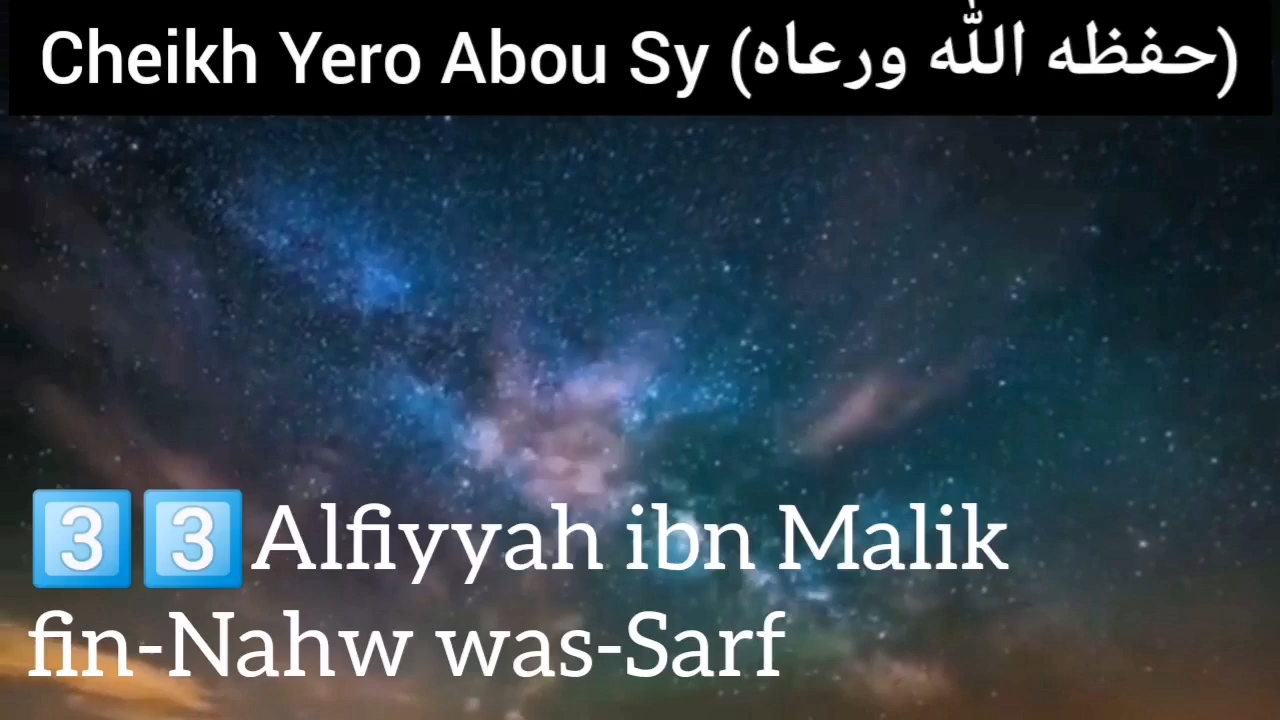 Cheikh Yero Abou Sy (حفظه الله ورعاه)
3️⃣3️⃣Alfiyyah ibn Malik
fin-Nahw was-Sarf